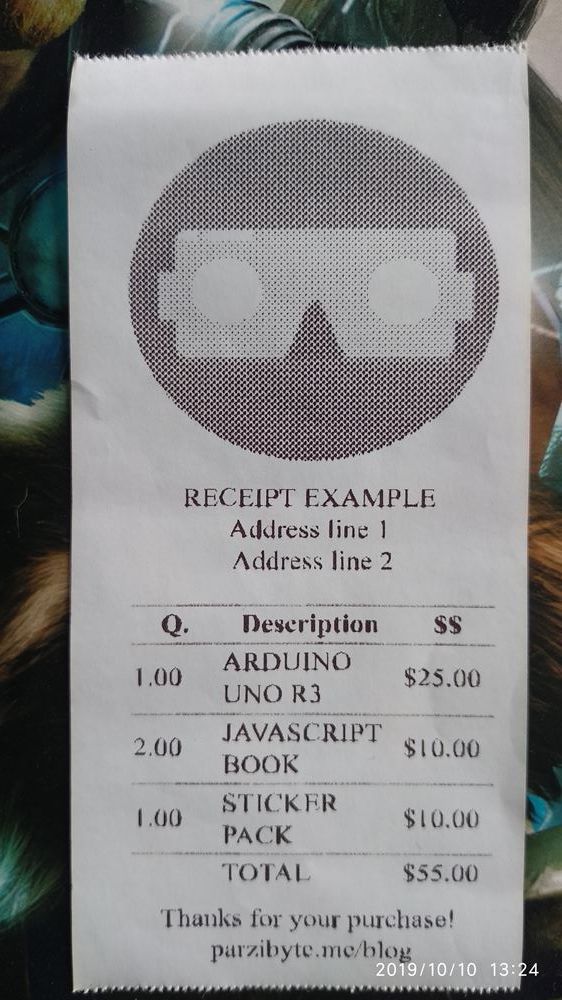 RECEIPT EXAMPLE
Address line 1
Address line 2
Q. Description $$
1.00 ARDUINO UNO R3 $25.00
2.00 JAVASCRIPT BOOK $10.00
1.00 STICKER PACK $10.00
TOTAL $55.00
Thanks for your purchase!
parzibyte.me/blog
2019/10/10 13:24